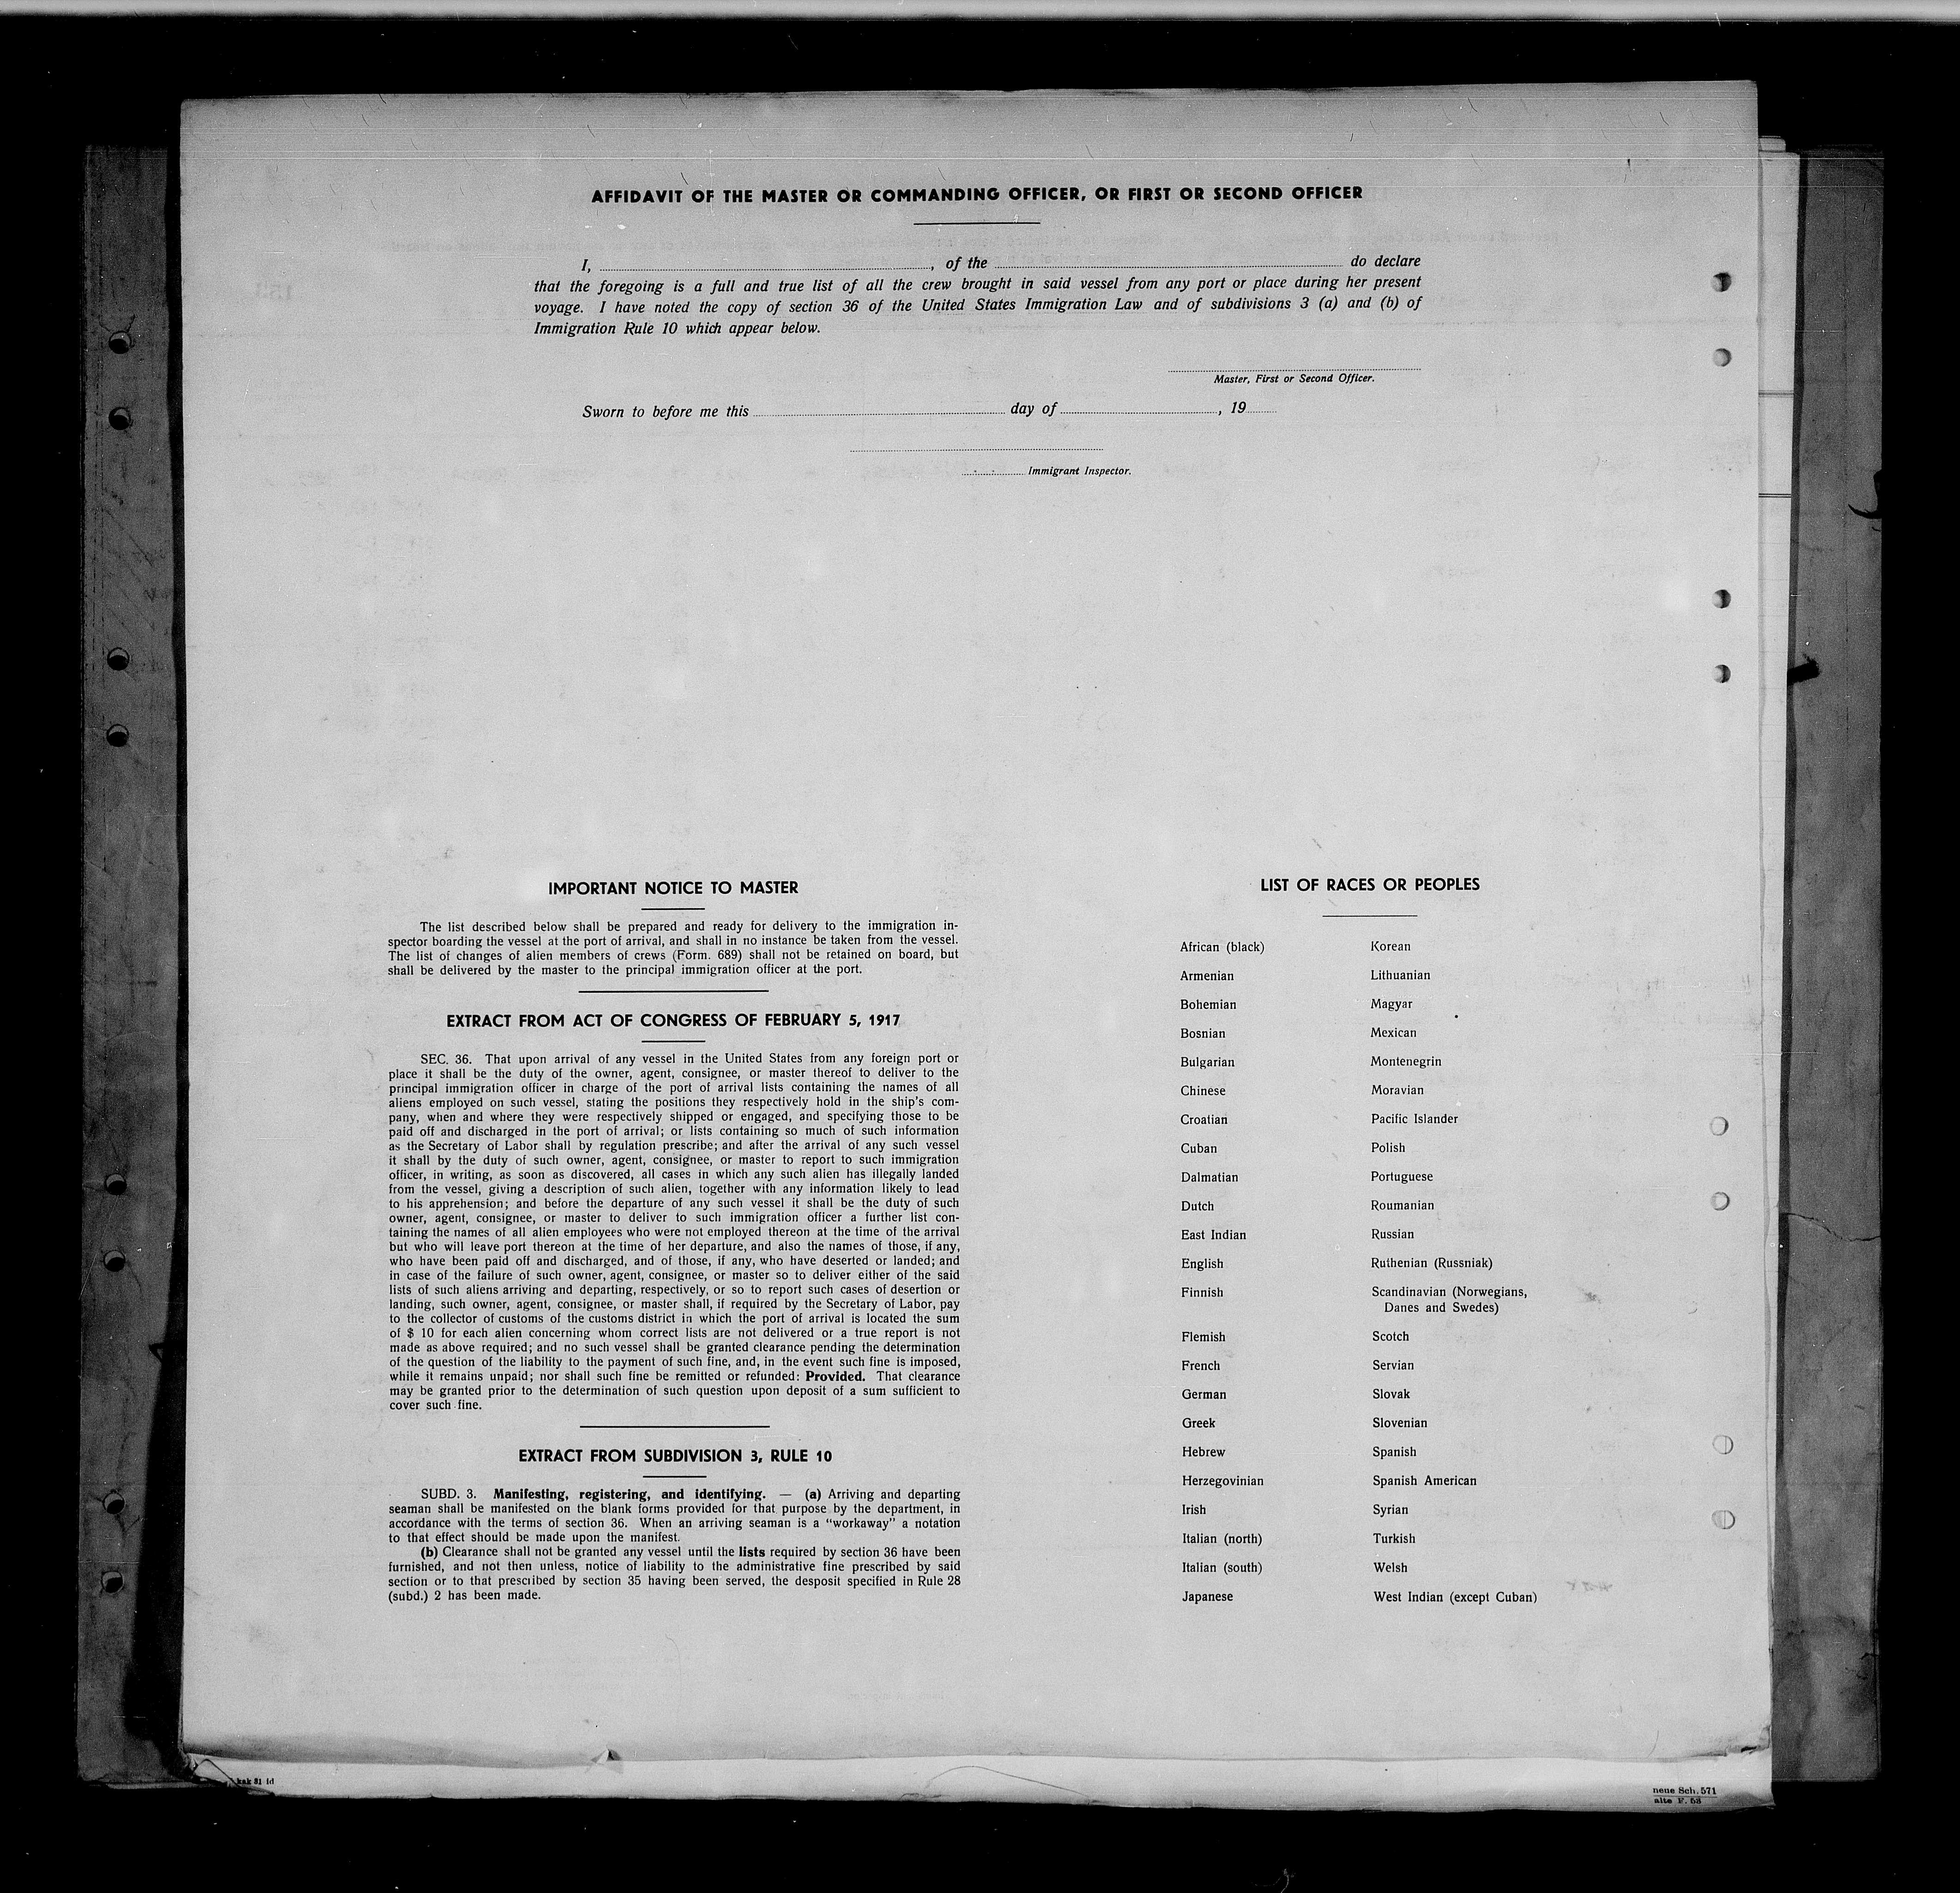 AFFIDAVIT OF THE MASTER OR COMMANDING OFFICER, OR FIRST OR SECOND OFFICER
I, , of the do declare
that the foregoing is a full and true list of all the crew brought in said vessel from any port or place during her present
voyage. I have noted the copy of section 36 of the United States Immigration Law and of subdivisions 3 (a) and (b) of
Immigration Rule 10 which appear below.
Master, First or Second Officer.
Sworn to before me this day of , 19
Immigrant Inspector.
IMPORTANT NOTICE TO MASTER
The list described below shall be prepared and ready for delivery to the immigration in-
spector boarding the vessel at the port of arrival, and shall in no instance be taken from the vessel.
The list of changes of alien members of crews (Form. 689) shall not be retained on board, but
shall be delivered by the master to the principal immigration officer at the port.
EXTRACT FROM ACT OF CONGRESS OF FEBRUARY 5, 1917
SEC. 36. That upon arrival of any vessel in the United States from any foreign port or
place it shall be the duty of the owner, agent, consignee, or master thereof to deliver to the
principal immigration officer in charge of the port of arrival lists containing the names of all
aliens employed on such vessel, stating the positions they respectively hold in the ship's com-
pany, when and where they were respectively shipped or engaged, and specifying those to be
paid off and discharged in the port of arrival; or lists containing so much of such information
as the Secretary of Labor shall by regulation prescribe; and after the arrival of any such vessel
it shall by the duty of such owner, agent, consignee, or master to report to such immigration
officer, in writing, as soon as discovered, all cases in which any such alien has illegally landed
from the vessel, giving a description of such alien, together with any information likely to lead
to his apprehension; and before the departure of any such vessel it shall be the duty of such
owner, agent, consignee, or master to deliver to such immigration officer a further list con-
taining the names of all alien employees who were not employed thereon at the time of the arrival
but who will leave port thereon at the time of her departure, and also the names of those, if any,
who have been paid off and discharged, and of those, if any, who have deserted or landed; and
in case of the failure of such owner, agent, consignee, or master so to deliver either of the said
lists of such aliens arriving and departing, respectively, or so to report such cases of desertion or
landing, such owner, agent, consignee, or master shall, if required by the Secretary of Labor, pay
to the collector of customs of the customs district in which the port of arrival is located the sum
of $ 10 for each alien concerning whom correct lists are not delivered or a true report is not
made as above required; and no such vessel shall be granted clearance pending the determination
of the question of the liability to the payment of such fine, and, in the event such fine is imposed,
while it remains unpaid; nor shall such fine be remitted or refunded: Provided. That clearance
may be granted prior to the determination of such question upon deposit of a sum sufficient to
cover such fine.
EXTRACT FROM SUBDIVISION 3, RULE 10
SUBD. 3. Manifesting, registering, and identifying. — (a) Arriving and departing
seaman shall be manifested on the blank forms provided for that purpose by the department, in
accordance with the terms of section 36. When an arriving seaman is a "workaway" a notation
to that effect should be made upon the manifest.
(b) Clearance shall not be granted any vessel until the lists required by section 36 have been
furnished, and not then unless, notice of liability to the administrative fine prescribed by said
section or to that prescribed by section 35 having been served, the desposit specified in Rule 28
(subd.) 2 has been made.
LIST OF RACES OR PEOPLES
African (black)
Armenian
Bohemian
Bosnian
Bulgarian
Chinese
Croatian
Cuban
Dalmatian
Dutch
East Indian
English
Finnish
Flemish
French
German
Greek
Hebrew
Herzegovinian
Irish
Italian (north)
Italian (south)
Japanese
Korean
Lithuanian
Magyar
Mexican
Montenegrin
Moravian
Pacific Islander
Polish
Portuguese
Roumanian
Russian
Ruthenian (Russniak)
Scandinavian (Norwegians,
Danes and Swedes)
Scotch
Servian
Slovak
Slovenian
Spanish
Spanish American
Syrian
Turkish
Welsh
West Indian (except Cuban)
neue Sch. 571
alte F. 53